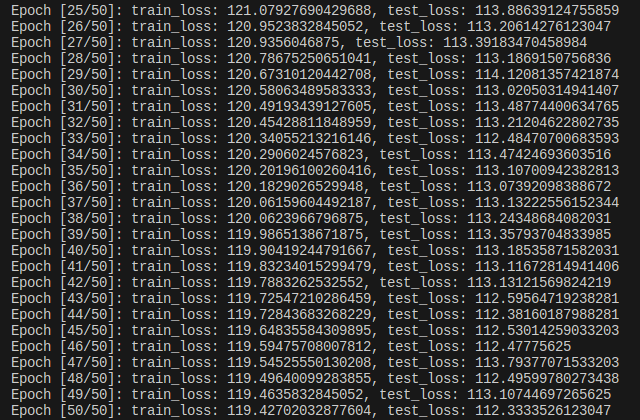 Epoch [25/50]: train_loss: 121.07927690429688, test_loss: 113.88639124755859
Epoch [26/50]: train_loss: 120.9523832845052, test_loss: 113.20614276123047
Epoch [27/50]: train_loss: 120.9356046875, test_loss: 113.39183470458984
Epoch [28/50]: train_loss: 120.78675250651041, test_loss: 113.1869150756836
Epoch [29/50]: train_loss: 120.67310120442708, test_loss: 114.12081357421874
Epoch [30/50]: train_loss: 120.58063489583333, test_loss: 113.02050314941407
Epoch [31/50]: train_loss: 120.49193439127605, test_loss: 113.48774400634765
Epoch [32/50]: train_loss: 120.4542881184895​9, test_loss: 113.21204622802735
Epoch [33/50]: train_loss: 120.34055213216146, test_loss: 112.48470700683593
Epoch [34/50]: train_loss: 120.2906024576823, test_loss: 113.47424693603516
Epoch [35/50]: train_loss: 120.20196100260416, test_loss: 113.10700942382813
Epoch [36/50]: train_loss: 120.1829026529948, test_loss: 113.07392098388672
Epoch [37/50]: train_loss: 120.06159604492187, test_loss: 113.13222556152344
Epoch [38/50]: train_loss: 120.0623966796875, test_loss: 113.24348684082031
Epoch [39/50]: train_loss: 119.9865138671875, test_loss: 113.35793704833985
Epoch [40/50]: train_loss: 119.90419244791667, test_loss: 113.18535871582031
Epoch [41/50]: train_loss: 119.83234015299479, test_loss: 113.11672814941406
Epoch [42/50]: train_loss: 119.7883262532552, test_loss: 113.13121569824219
Epoch [43/50]: train_loss: 119.72547210286459, test_loss: 112.59564719238281
Epoch [44/50]: train_loss: 119.72843683268229, test_loss: 112.38160187988281
Epoch [45/50]: train_loss: 119.64835584309895, test_loss: 112.53014259033203
Epoch [46/50]: train_loss: 119.59475708007812, test_loss: 112.47775625
Epoch [47/50]: train_loss: 119.54525550130208, test_loss: 113.79377071533203
Epoch [48/50]: train_loss: 119.49640099283855, test_loss: 112.49599780273438
Epoch [49/50]: train_loss: 119.4635832845052, test_loss: 113.10744697265625
Epoch [50/50]: train_loss: 119.42702032877604, test_loss: 112.3333526123047